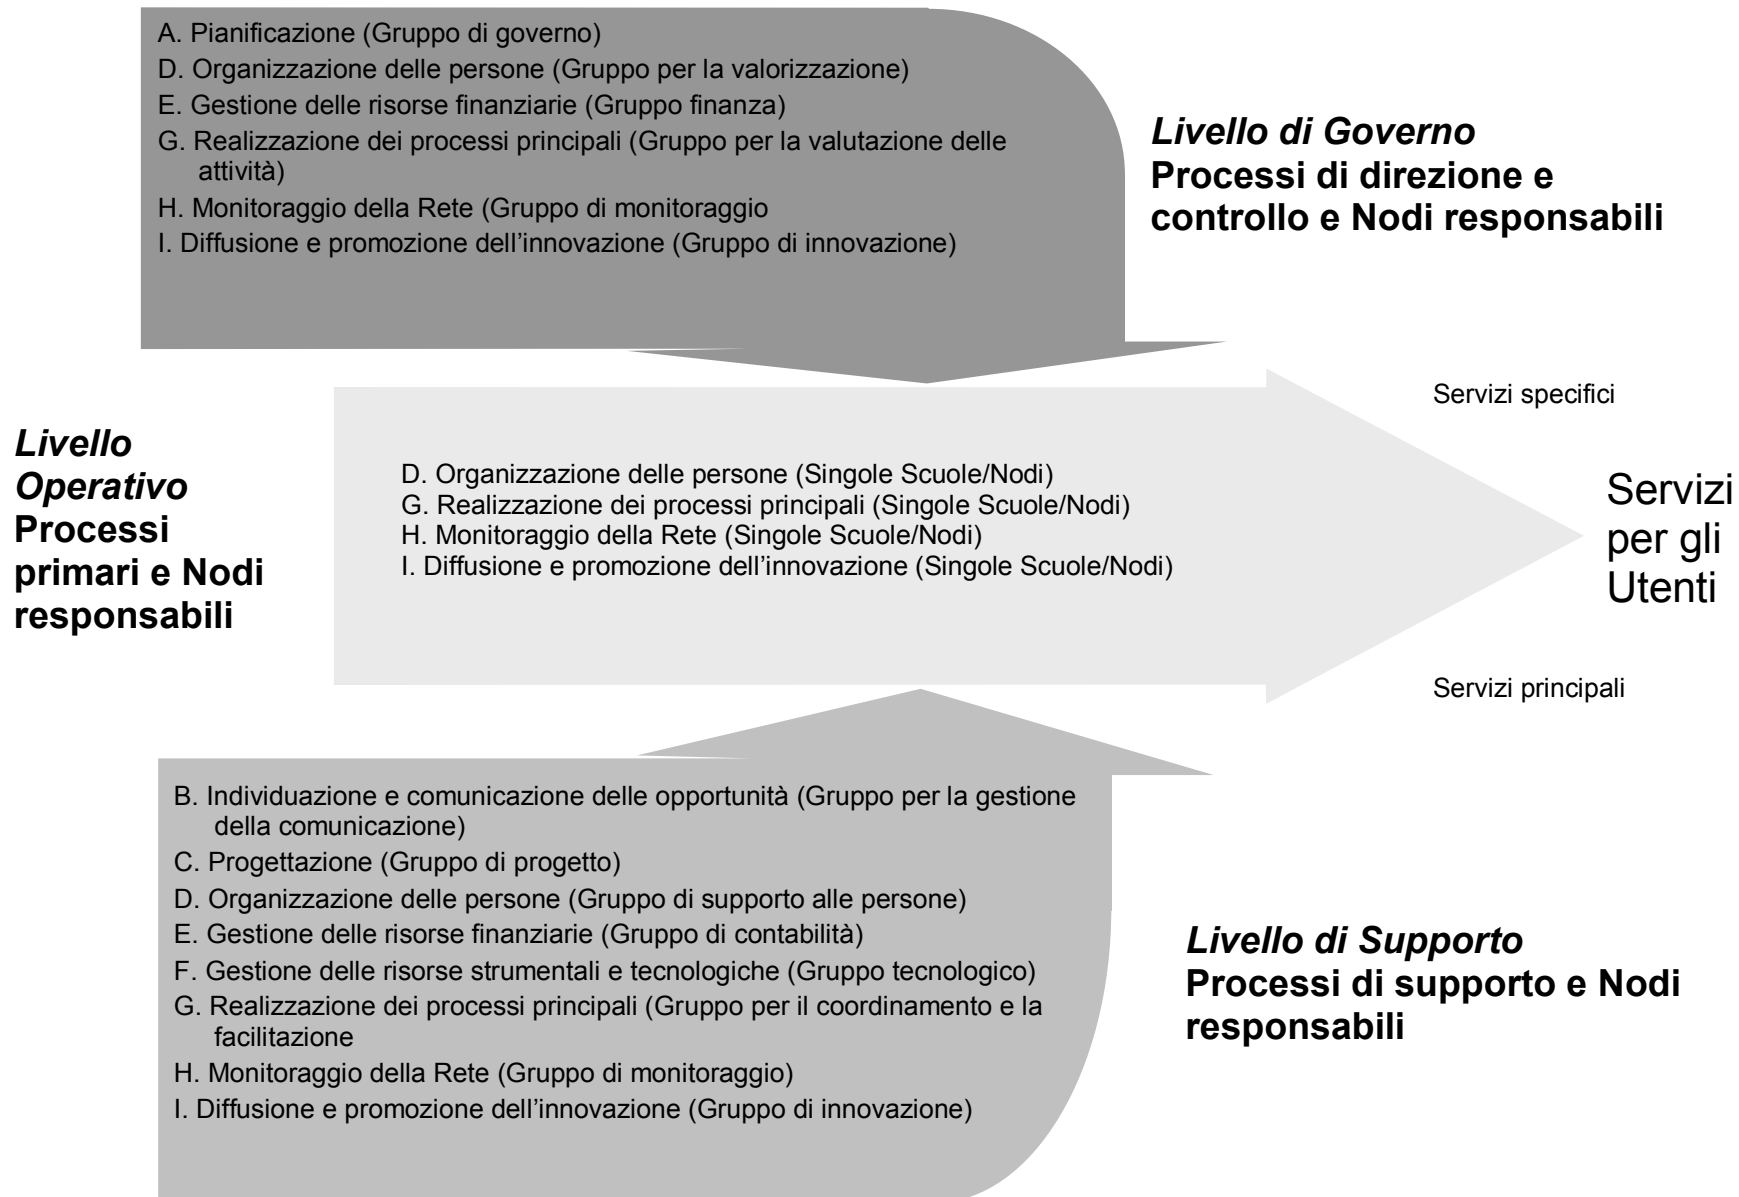 A. Pianificazione (Gruppo di governo)
D. Organizzazione delle persone (Gruppo per la valorizzazione)
E. Gestione delle risorse finanziarie (Gruppo finanza)
G. Realizzazione dei processi principali (Gruppo per la valutazione delle
attività)
H. Monitoraggio della Rete (Gruppo di monitoraggio
I. Diffusione e promozione dell’innovazione (Gruppo di innovazione)
Livello di Governo
Processi di direzione e
controllo e Nodi responsabili
Livello
Operativo
Processi
primari e Nodi
responsabili
D. Organizzazione delle persone (Singole Scuole/Nodi)
G. Realizzazione dei processi principali (Singole Scuole/Nodi)
H. Monitoraggio della Rete (Singole Scuole/Nodi)
I. Diffusione e promozione dell’innovazione (Singole Scuole/Nodi)
Servizi specifici
Servizi
per gli
Utenti
Servizi principali
B. Individuazione e comunicazione delle opportunità (Gruppo per la gestione
della comunicazione)
C. Progettazione (Gruppo di progetto)
D. Organizzazione delle persone (Gruppo di supporto alle persone)
E. Gestione delle risorse finanziarie (Gruppo di contabilità)
F. Gestione delle risorse strumentali e tecnologiche (Gruppo tecnologico)
G. Realizzazione dei processi principali (Gruppo per il coordinamento e la
facilitazione
H. Monitoraggio della Rete (Gruppo di monitoraggio)
I. Diffusione e promozione dell’innovazione (Gruppo di innovazione)
Livello di Supporto
Processi di supporto e Nodi
responsabili